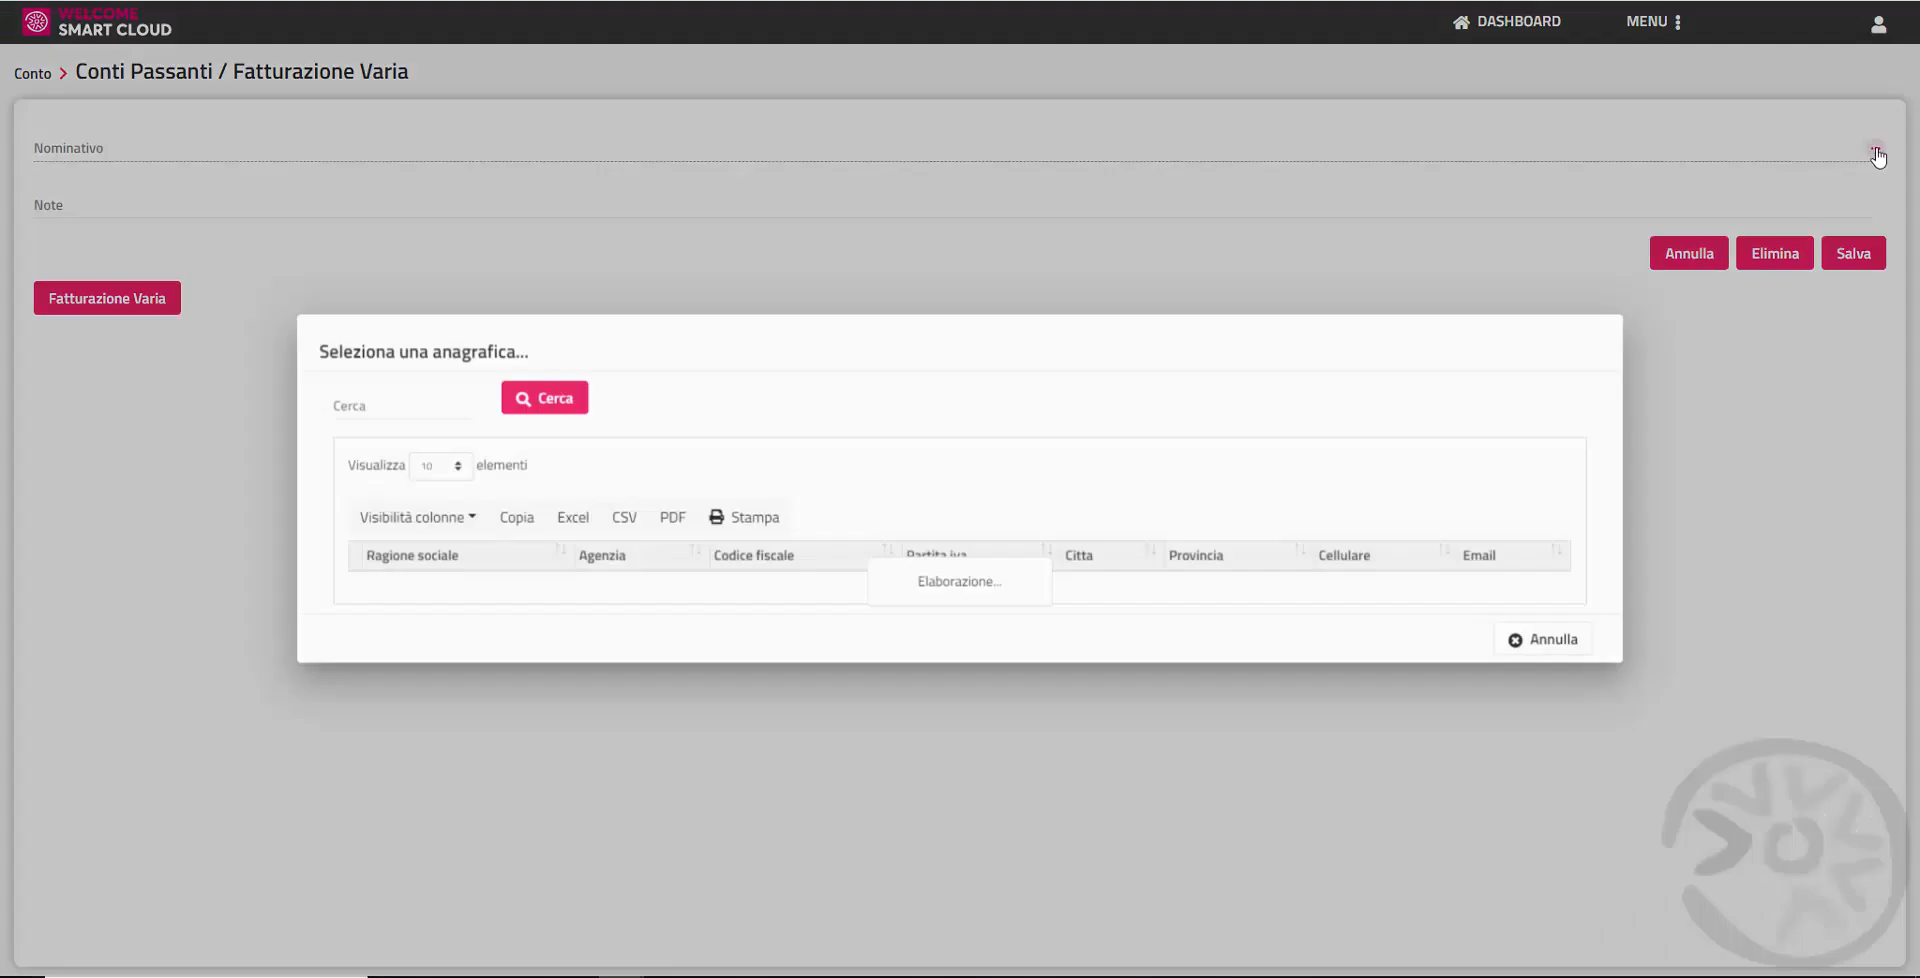 WELCOME
SMART CLOUD
DASHBOARD
MENU
Conto > Conti Passanti / Fatturazione Varia
Nominativo
Note
Annulla
Elimina
Salva
Fatturazione Varia
Seleziona una anagrafica...
Cerca
Cerca
Visualizza 10 elementi
Visibilità colonne Copia Excel CSV PDF Stampa
Ragione sociale Agenzia Codice fiscale Partita iva Citta Provincia Cellulare Email
Elaborazione...
Annulla